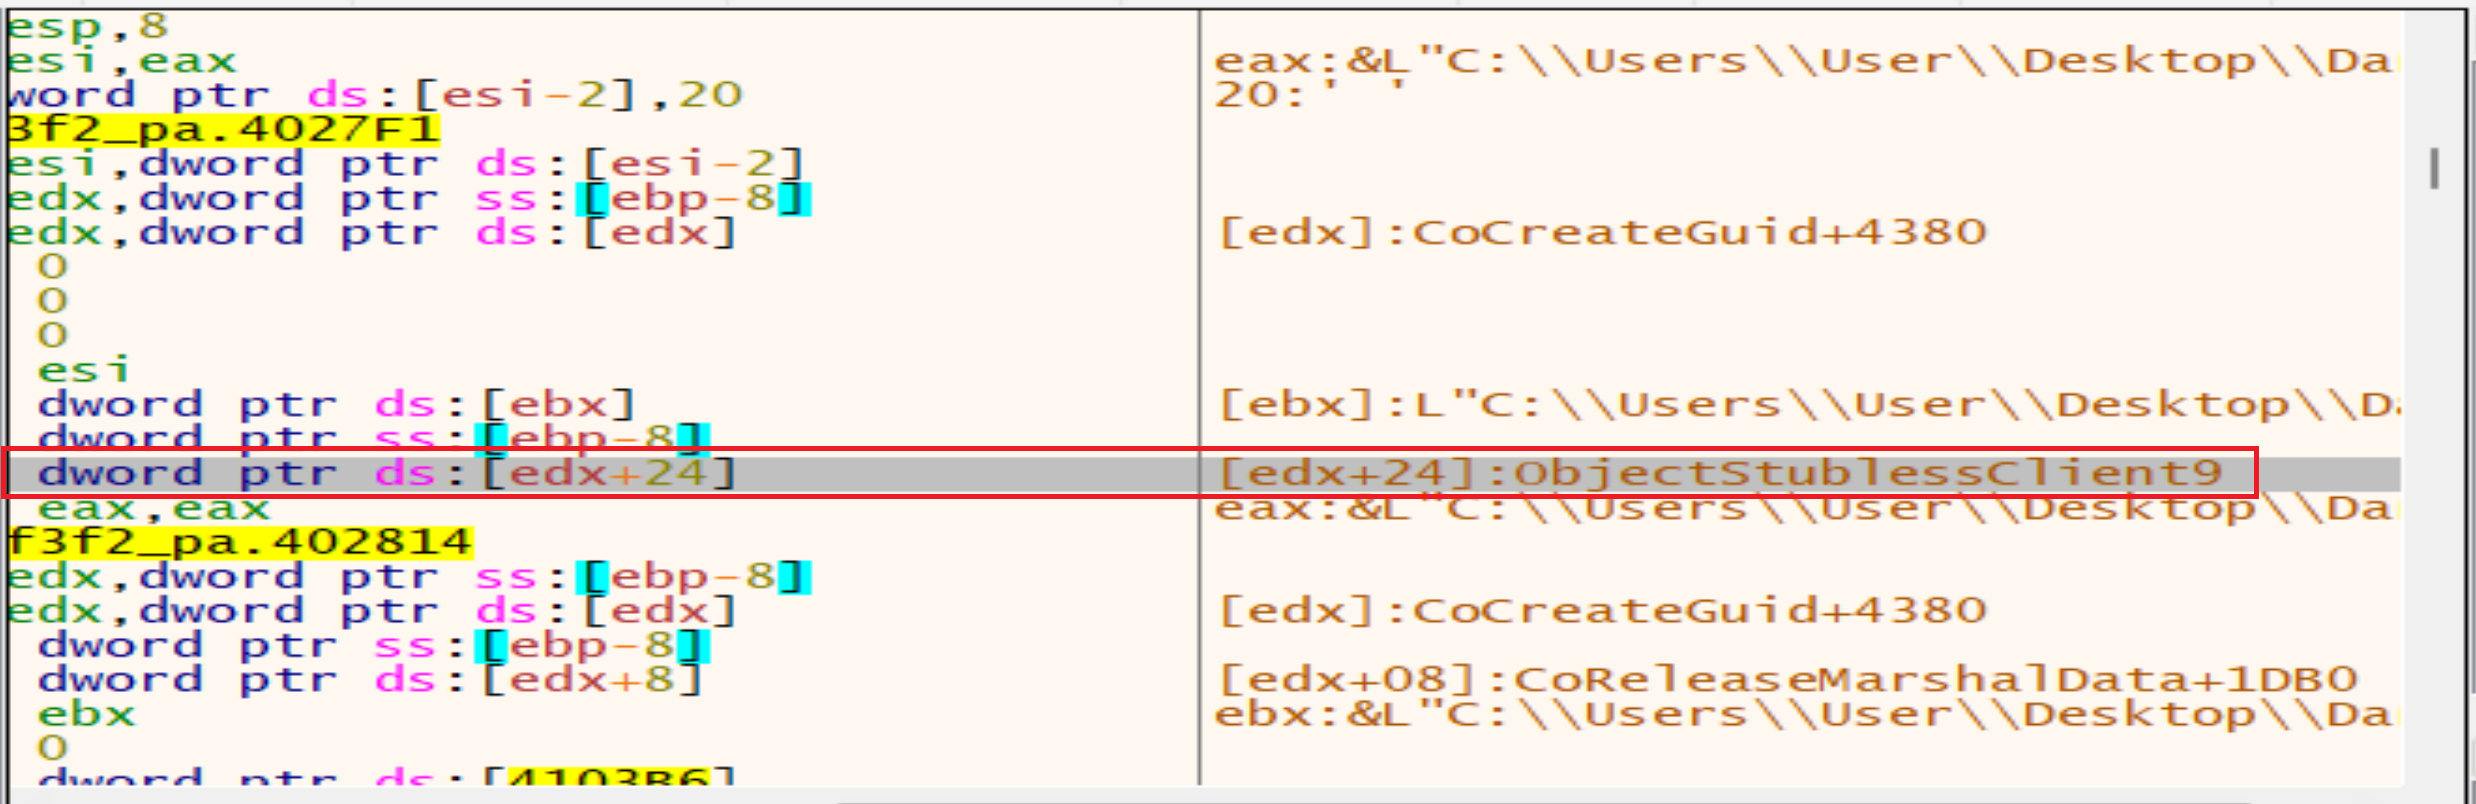 esp,8
esi,eax eax:&L"C:\\Users\\User\\Desktop\\Da
word ptr ds:[esi-2],20 20:' '
3f2_pa.4027F1
esi,dword ptr ds:[esi-2]
edx,dword ptr ss:[ebp-8]
edx,dword ptr ds:[edx] [edx]:CoCreateGuid+4380
0
0
0
esi
dword ptr ds:[ebx] [ebx]:L"C:\\Users\\User\\Desktop\\Da
dword ptr ss:[ebp-8]
dword ptr ds:[edx+24] [edx+24]:ObjectStublessClient9
eax,eax eax:&L"C:\\Users\\User\\Desktop\\Da
f3f2_pa.402814
edx,dword ptr ss:[ebp-8]
edx,dword ptr ds:[edx] [edx]:CoCreateGuid+4380
dword ptr ss:[ebp-8]
dword ptr ds:[edx+8] [edx+08]:CoReleaseMarshalData+1DB0
ebx ebx:&L"C:\\Users\\User\\Desktop\\Da
0
dword ptr ds:[4103B6]